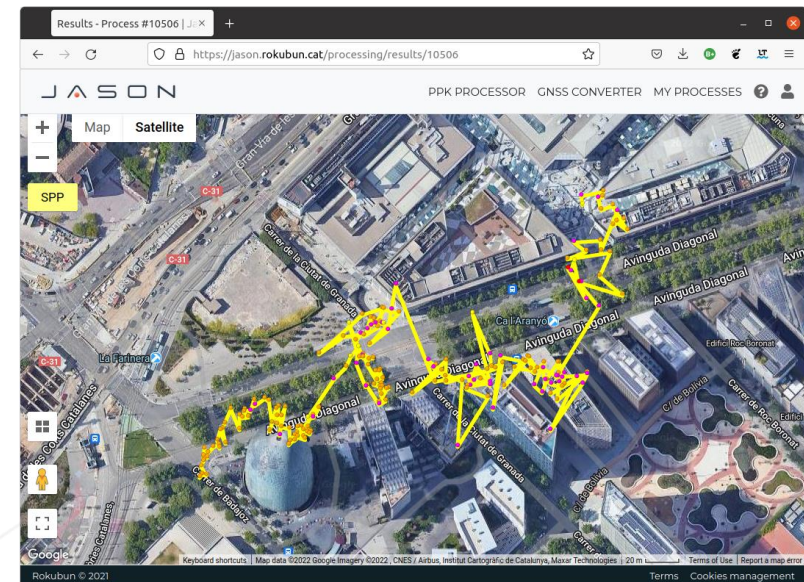 Results - Process #10506 | Ja
https://jason.rokubun.cat/processing/results/10506
JASON
PPK PROCESSOR GNSS CONVERTER MY PROCESSES
Map Satellite
SPP
Gran Via de les
C-31
C-31
C-31
Carrer de la Ciutat de Granada
Avinguda Diagonal
Avinguda Diagonal
Ca l'Aranyó
Avinguda Diagonal
Edifici Roc Boronat
La Farinera
Avinguda Diagonal
Avinguda Diagonal
C/ de Bolívia
Carrer de Roc Boronat
Edifici
Carrer de la Ciutat de Granada
Corts Catalanes
Carrer de Badajoz
C/ de Bolívia
Google
Keyboard shortcuts Map data ©2022 Google Imagery ©2022 , CNES / Airbus, Institut Cartogràfic de Catalunya, Maxar Technologies 20 m Terms of Use Report a map error
Rokubun © 2021
Terms Cookies management